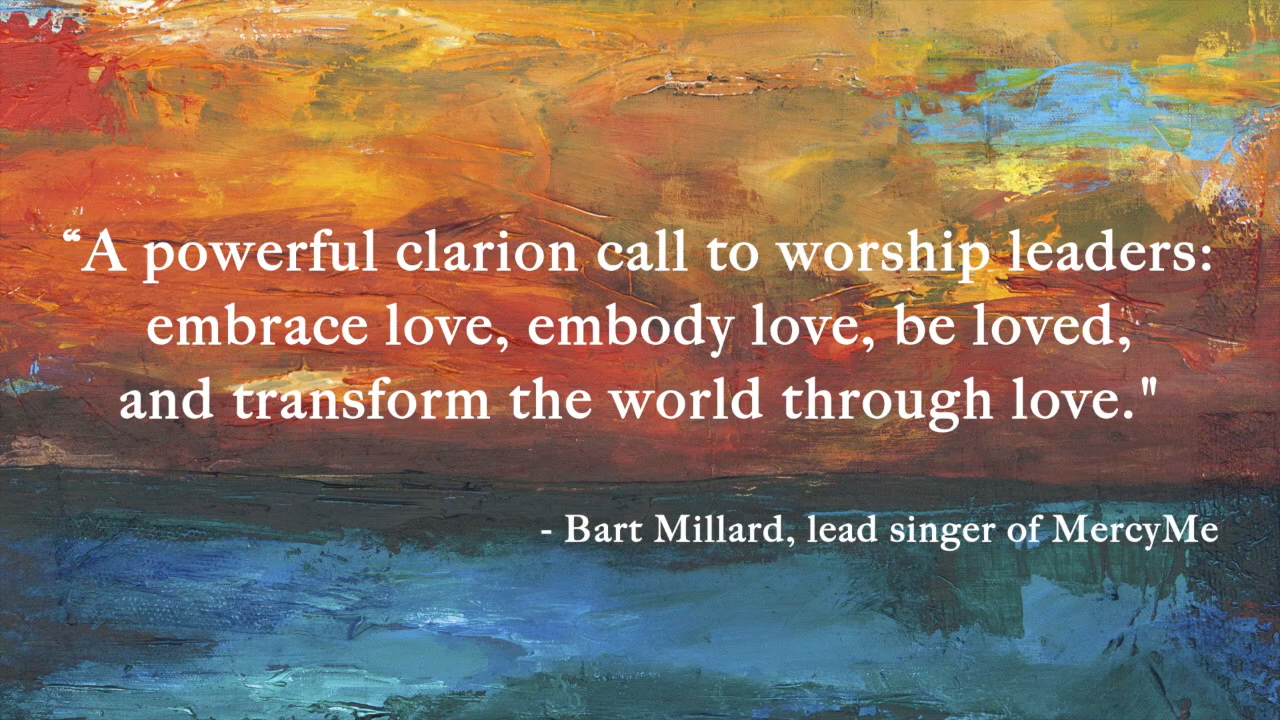 “A powerful clarion call to worship leaders:
embrace love, embody love, be loved,
and transform the world through love."
- Bart Millard, lead singer of MercyMe